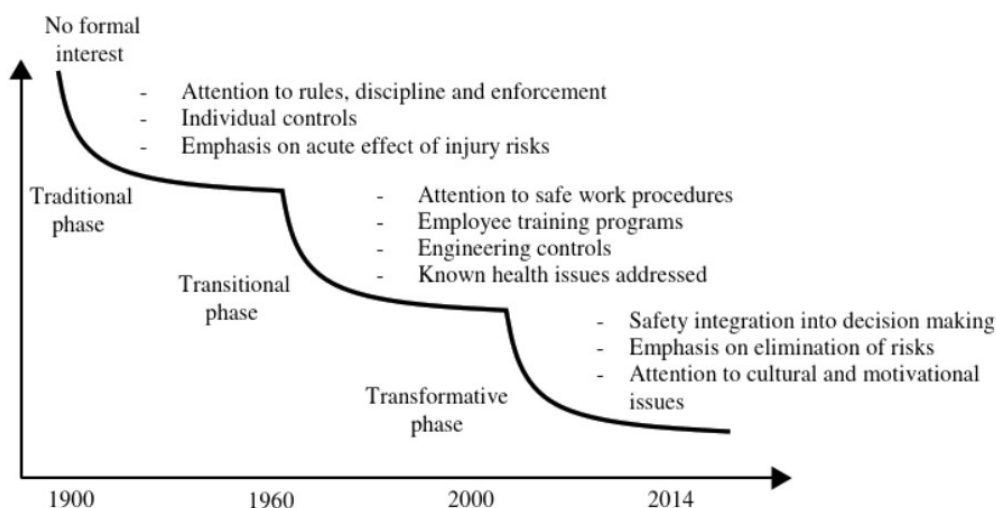 No formal
interest
- Attention to rules, discipline and enforcement
- Individual controls
- Emphasis on acute effect of injury risks
Traditional
phase
- Attention to safe work procedures
- Employee training programs
- Engineering controls
- Known health issues addressed
Transitional
phase
- Safety integration into decision making
- Emphasis on elimination of risks
- Attention to cultural and motivational
issues
Transformative
phase
1900 1960 2000 2014